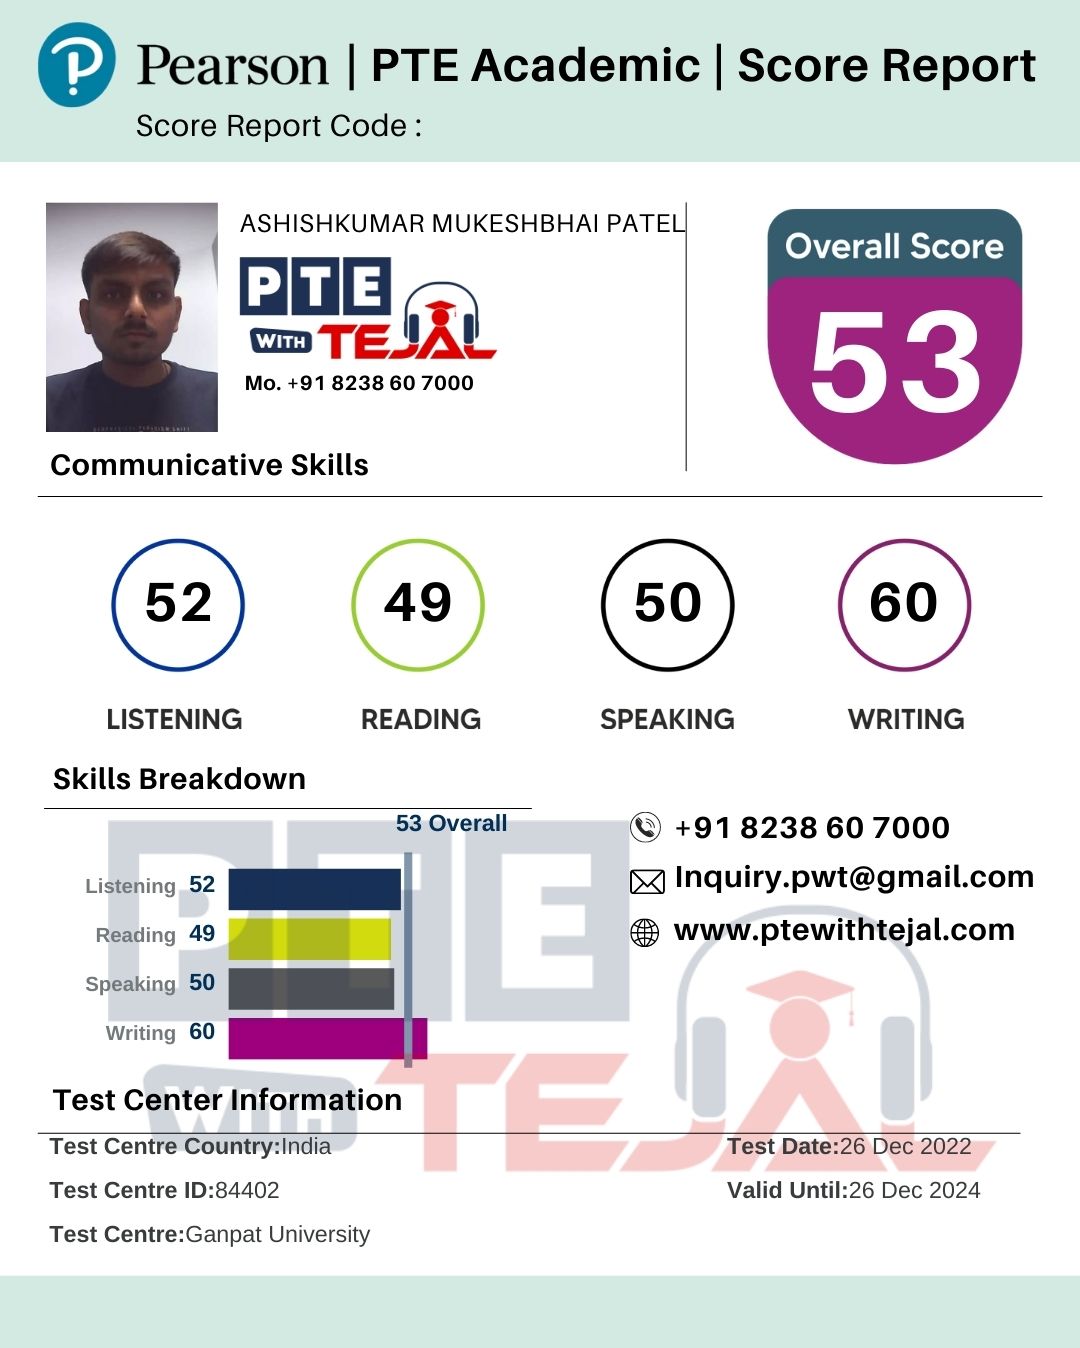 Pearson | PTE Academic | Score Report
Score Report Code :
ASHISHKUMAR MUKESHBHAI PATEL
PTE
WITH TEJAL
Mo. +91 8238 60 7000
Overall Score
53
Communicative Skills
52 49 50 60
LISTENING READING SPEAKING WRITING
Skills Breakdown
53 Overall
Listening 52
Reading 49
Speaking 50
Writing 60
+91 8238 60 7000
Inquiry.pwt@gmail.com
www.ptewithtejal.com
PTE
WITH TEJAL
Test Center Information
Test Centre Country:India Test Date:26 Dec 2022
Test Centre ID:84402 Valid Until:26 Dec 2024
Test Centre:Ganpat University